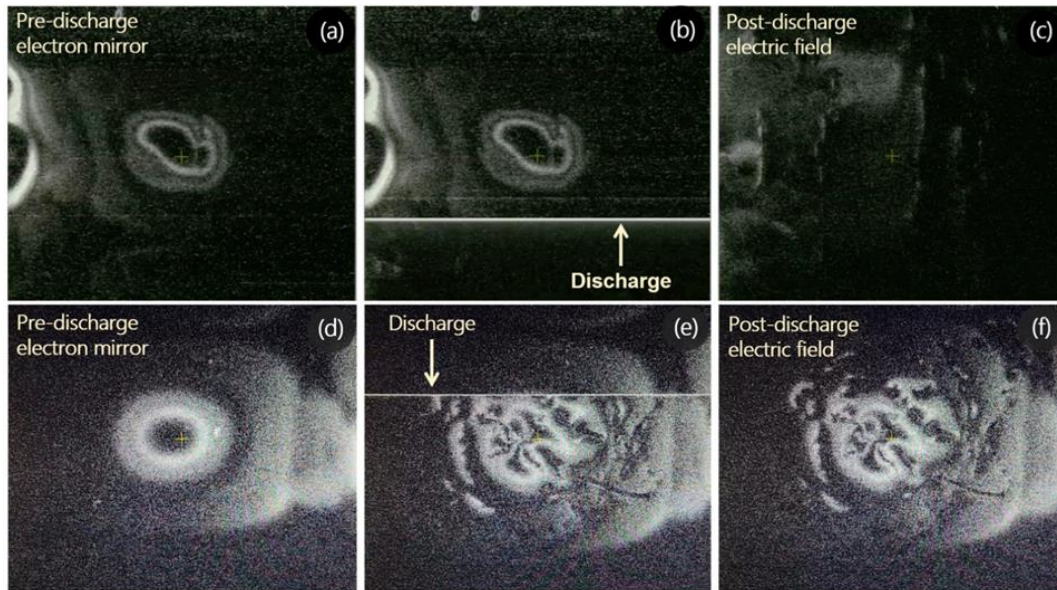 Pre-discharge
electron mirror
(a)
(b)
Discharge
Post-discharge
electric field
(c)
Pre-discharge
electron mirror
(d)
Discharge
(e)
Post-discharge
electric field
(f)